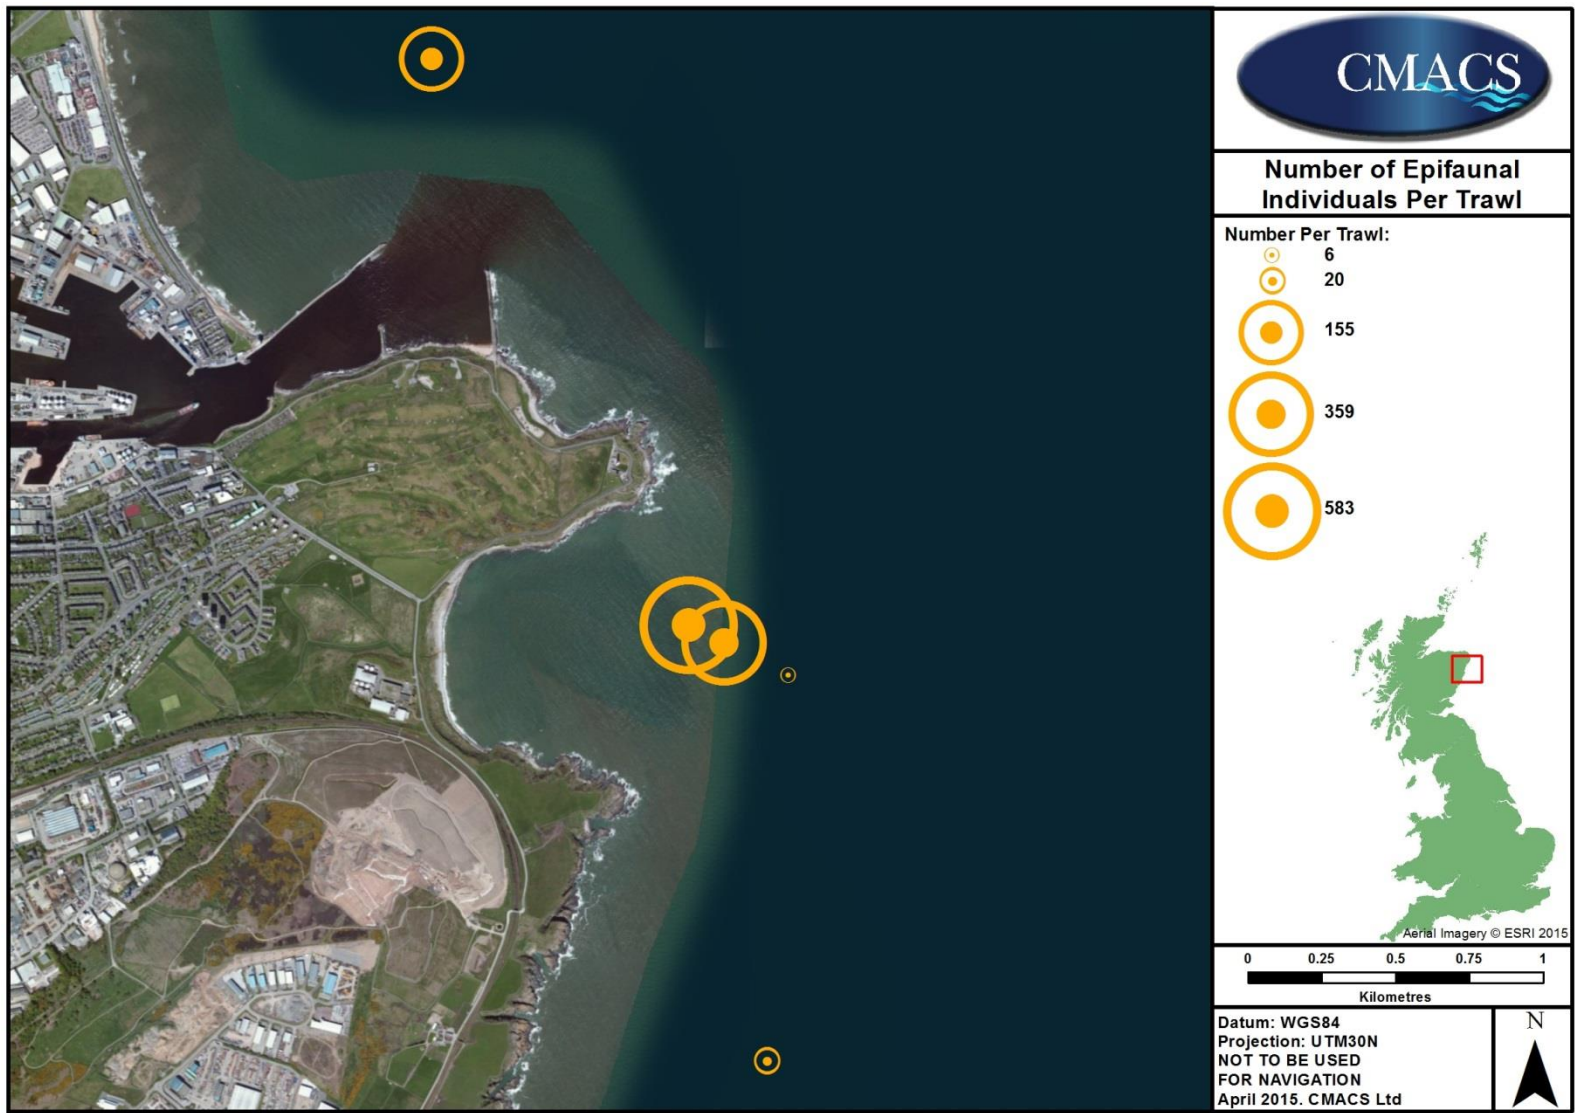 CMACS
Number of Epifaunal
Individuals Per Trawl
Number Per Trawl:
6
20
155
359
583
Aerial Imagery © ESRI 2015
0 0.25 0.5 0.75 1
Kilometres
Datum: WGS84
Projection: UTM30N
NOT TO BE USED
FOR NAVIGATION
April 2015. CMACS Ltd
N